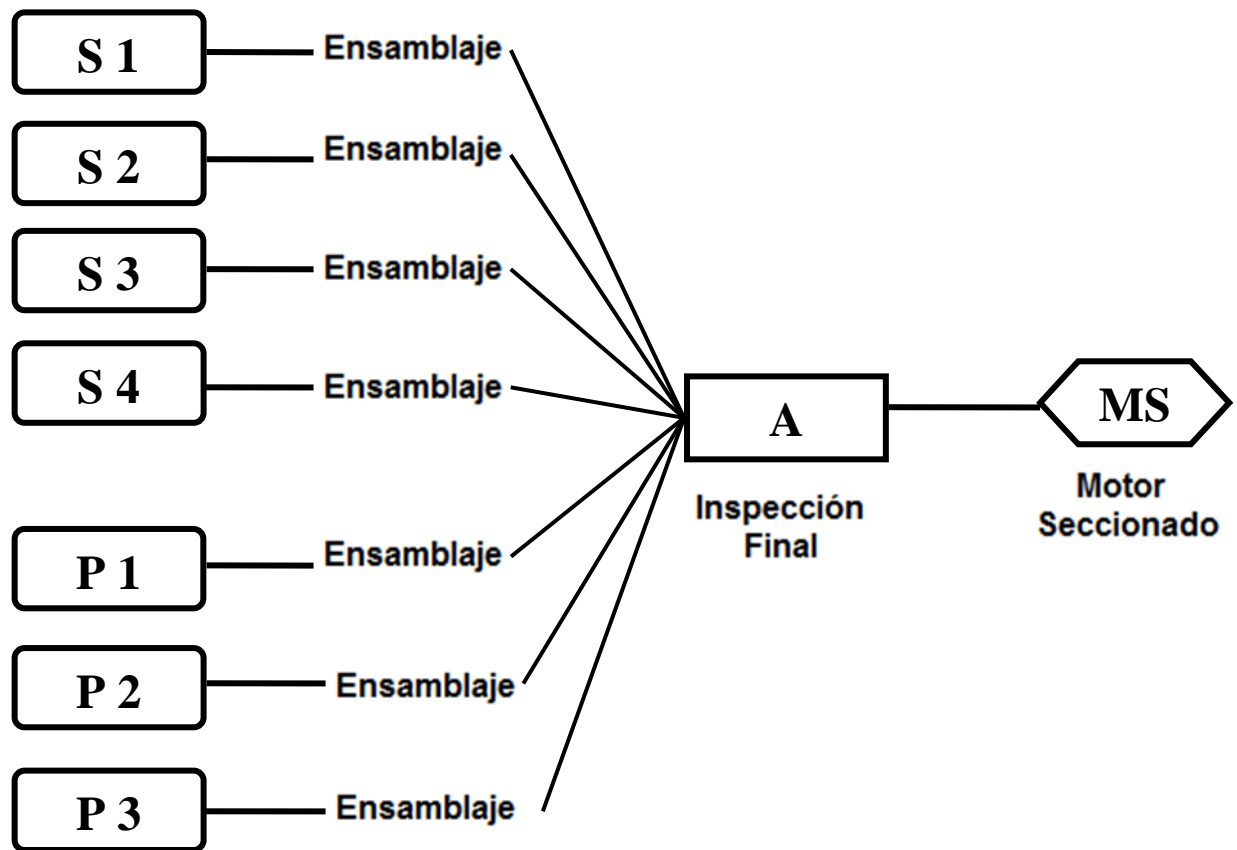 S 1
Ensamblaje
S 2
Ensamblaje
S 3
Ensamblaje
S 4
Ensamblaje
P 1
Ensamblaje
P 2
Ensamblaje
P 3
Ensamblaje
A
Inspección
Final
MS
Motor
Seccionado